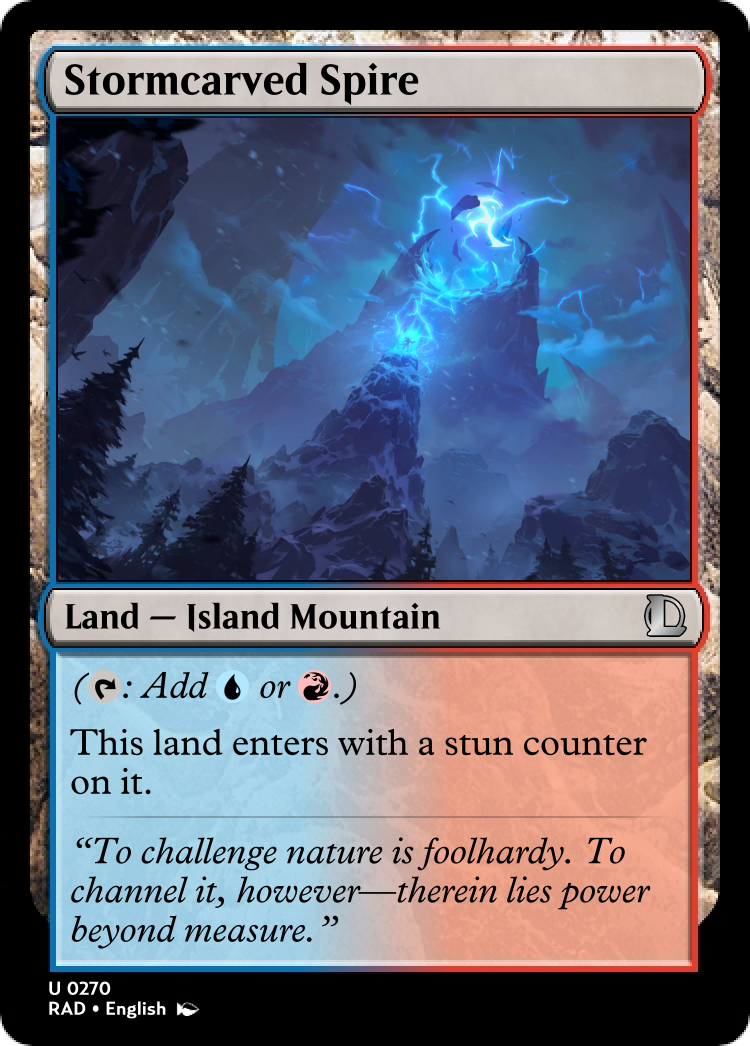 Stormcarved Spire
Land — Island Mountain
(: Add or .)
This land enters with a stun counter
on it.
“To challenge nature is foolhardy. To
channel it, however—therein lies power
beyond measure.”
U 0270
RAD • English